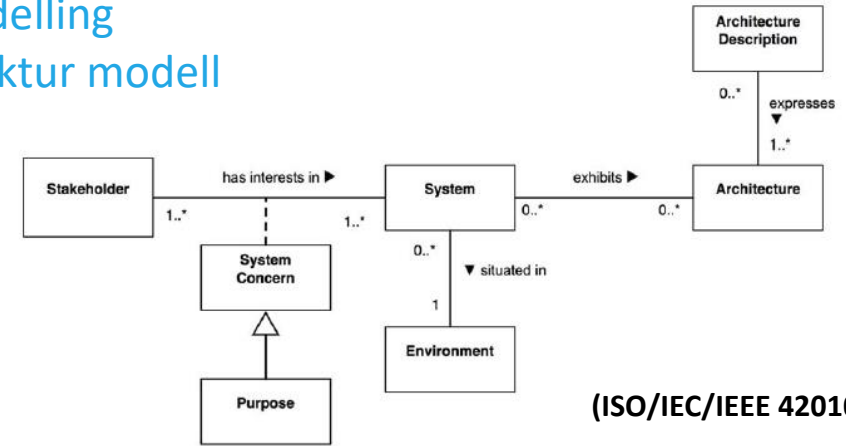 delling
ktur modell
Architecture
Description
0..*
expresses
▼
1..*
Stakeholder
has interests in ▶
System
exhibits ▶
Architecture
1..*
1..*
0..*
0..*
System
Concern
0..*
▼ situated in
1
Environment
Purpose
(ISO/IEC/IEEE 42010